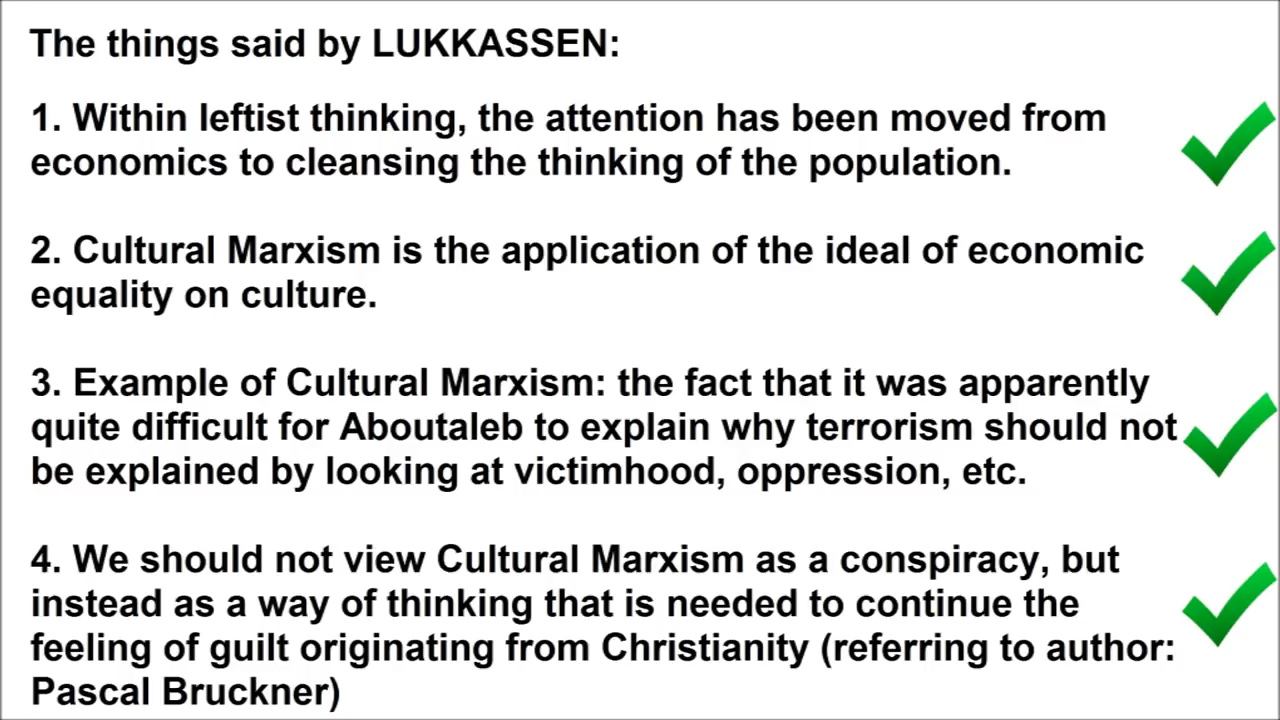 The things said by LUKKASSEN:
1. Within leftist thinking, the attention has been moved from
economics to cleansing the thinking of the population.
2. Cultural Marxism is the application of the ideal of economic
equality on culture.
3. Example of Cultural Marxism: the fact that it was apparently
quite difficult for Aboutaleb to explain why terrorism should not
be explained by looking at victimhood, oppression, etc.
4. We should not view Cultural Marxism as a conspiracy, but
instead as a way of thinking that is needed to continue the
feeling of guilt originating from Christianity (referring to author:
Pascal Bruckner)